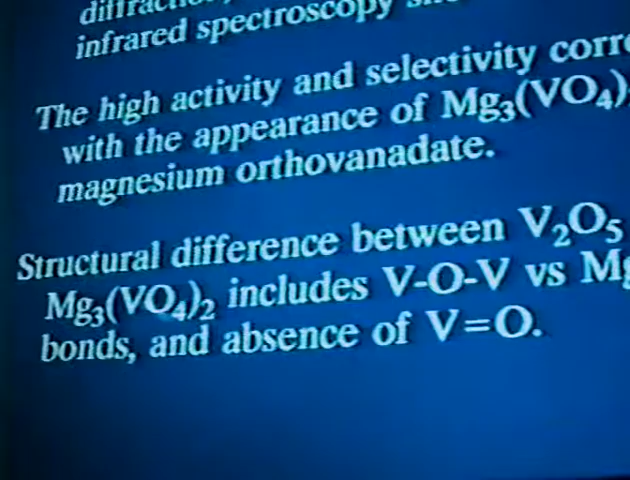 infrared spectroscopy
The high activity and selectivity
with the appearance of Mg₃(VO₄)
magnesium orthovanadate.
Structural difference between V₂O₅
Mg₃(VO₄)₂ includes V-O-V vs
bonds, and absence of V=O.